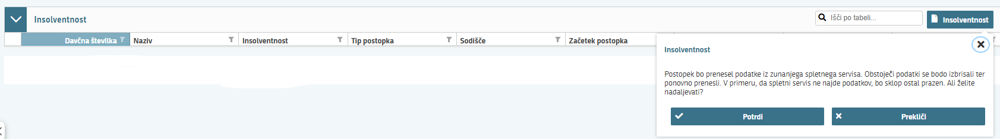 Insolventnost
Išči po tabeli...
Insolventnost
Davčna številka
Naziv
Insolventnost
Tip postopka
Sodišče
Začetek postopka
Insolventnost
Postopek bo prenesel podatke iz zunanjega spletnega servisa. Obstoječi podatki se bodo izbrisali ter
ponovno prenesli. V primeru, da spletni servis ne najde podatkov, bo sklop ostal prazen. Ali želite
nadaljevati?
Potrdi
Prekliči